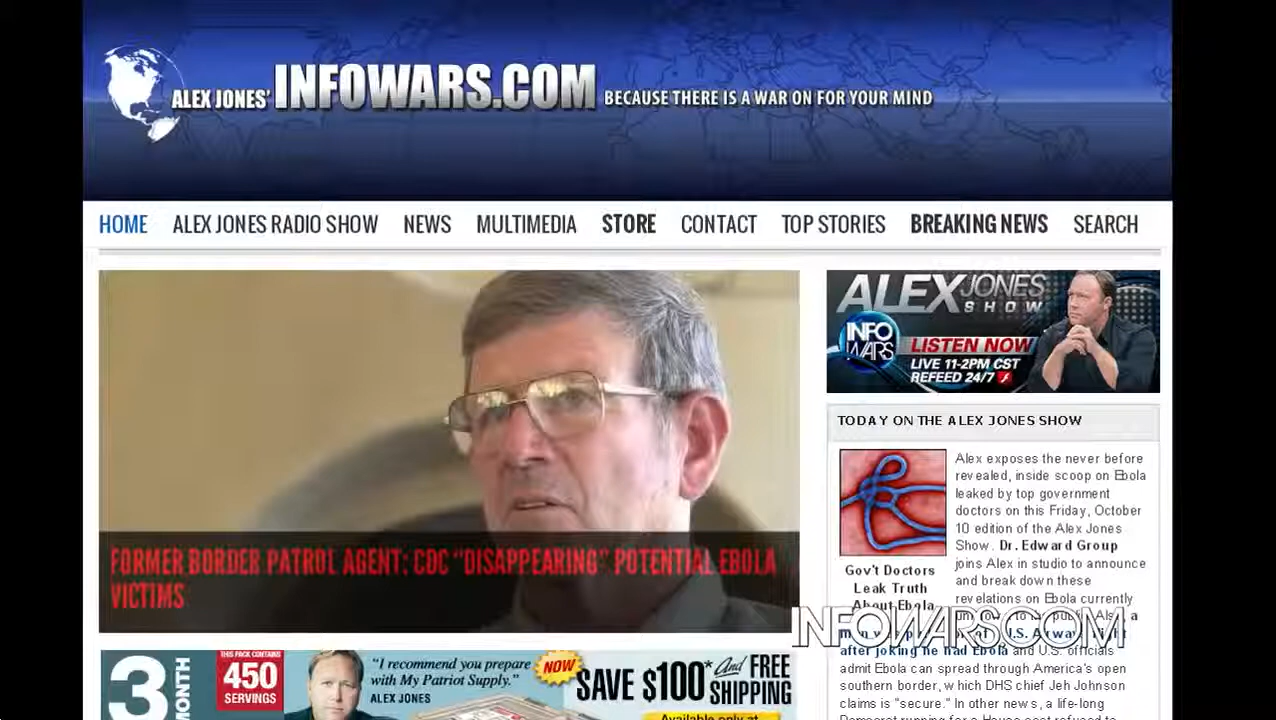 ALEX JONES' INFOWARS.COM BECAUSE THERE IS A WAR ON FOR YOUR MIND
HOME ALEX JONES RADIO SHOW NEWS MULTIMEDIA STORE CONTACT TOP STORIES BREAKING NEWS SEARCH
FORMER BORDER PATROL AGENT: CDC “DISAPPEARING” POTENTIAL EBOLA
VICTIMS
ALEX JONES
SHOW
INFO
WARS
LISTEN NOW
LIVE 11-2PM CST
REFEED 24/7
TODAY ON THE ALEX JONES SHOW
Alex exposes the never before
revealed, inside scoop on Ebola
leaked by top government
doctors on this Friday, October
10 edition of the Alex Jones
Show. Dr. Edward Group
joins Alex in studio to announce
and break down these
revelations on Ebola currently
Gov't Doctors
Leak Truth
About Ebola
INFOWARS.COM
after joking he had Ebola and U.S. officials
admit Ebola can spread through America's open
southern border, which DHS chief Jeh Johnson
claims is "secure." In other news, a life-long
3
MONTH
THIS PACK CONTAINS
450
SERVINGS
“I recommend you prepare
with My Patriot Supply.”
ALEX JONES
NOW
SAVE $100* And FREE
SHIPPING
Available only at